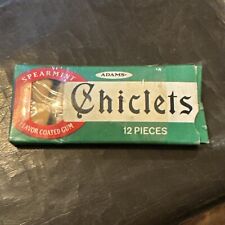 SPEARMINT
ADAMS
Chiclets
FLAVOR COATED GUM
12 PIECES